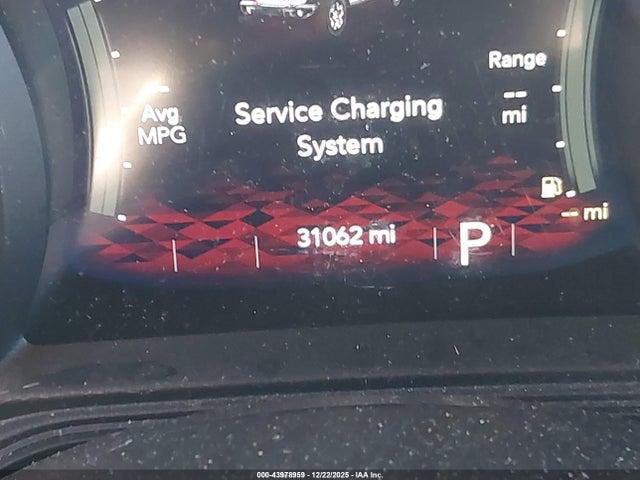 Range
--
mi
Avg
MPG
Service Charging
System
-- mi
31062 mi
P
000-43978959 - 12/22/2025 - IAA Inc.